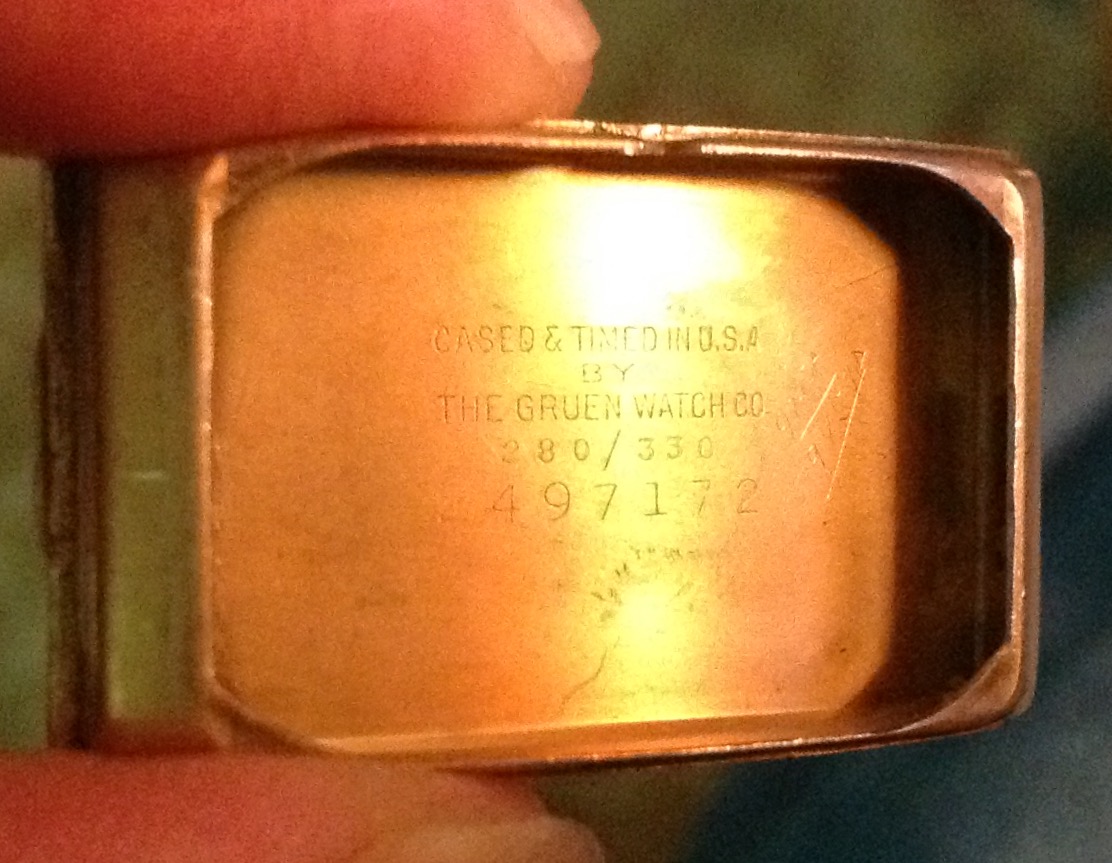 CASED & TIMED IN U.S.A
BY
THE GRUEN WATCH CO.
280/330
497172